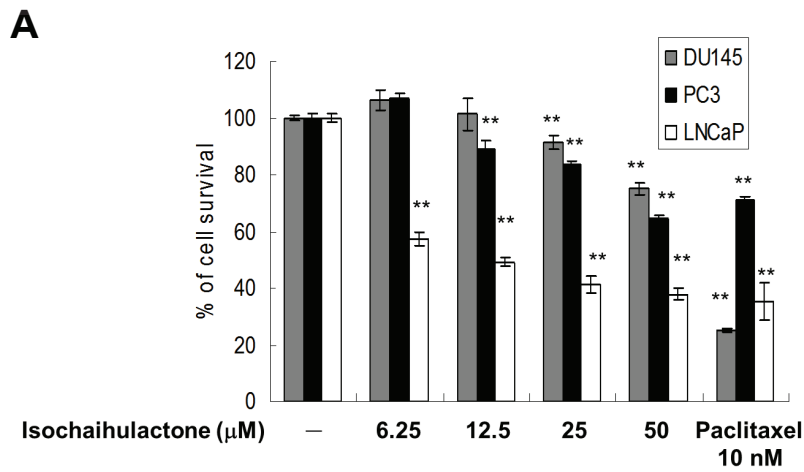 A
120
100
80
60
40
20
0
% of cell survival
DU145
PC3
LNCaP
**
**
**
**
**
**
**
**
**
**
**
**
Isochaihulactone (μM) – 6.25 12.5 25 50 Paclitaxel
10 nM